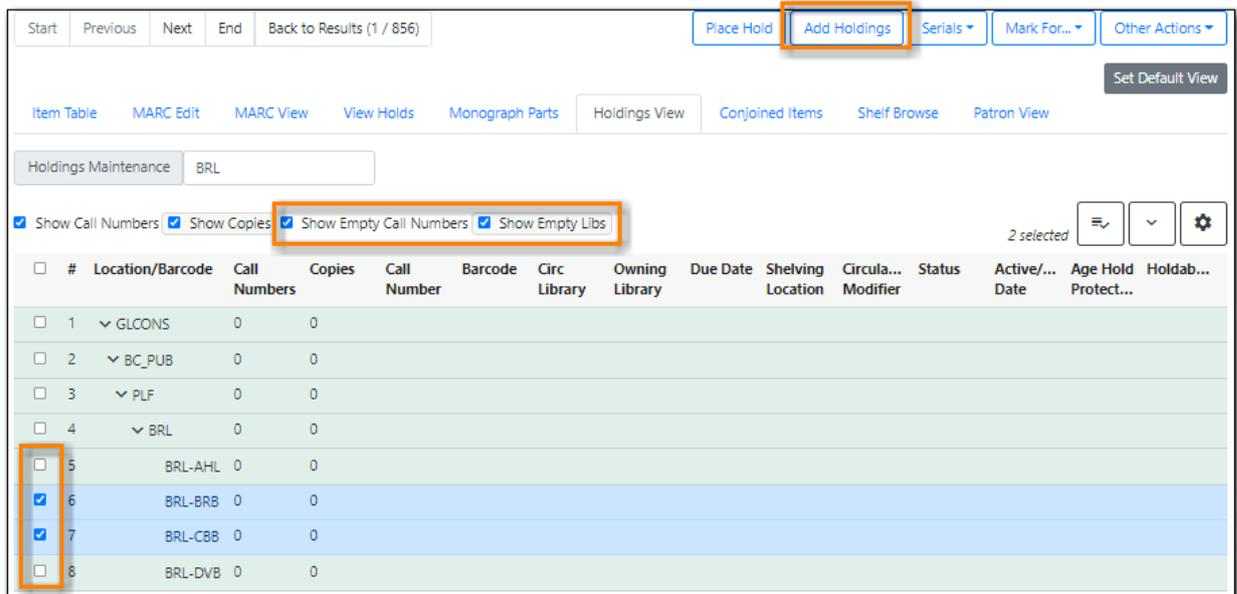 Start Previous Next End Back to Results (1 / 856) Place Hold Add Holdings Serials Mark For... Other Actions
Set Default View
Item Table MARC Edit MARC View View Holds Monograph Parts Holdings View Conjoined Items Shelf Browse Patron View
Holdings Maintenance BRL
Show Call Numbers Show Copies Show Empty Call Numbers Show Empty Libs
2 selected
# Location/Barcode Call Numbers Copies Call Number Barcode Circ Library Owning Library Due Date Shelving Location Circula... Modifier Status Active/... Date Age Hold Protect... Holdab...
1 GLCONS 0 0
2 BC_PUB 0 0
3 PLF 0 0
4 BRL 0 0
5 BRL-AHL 0 0
6 BRL-BRB 0 0
7 BRL-CBB 0 0
8 BRL-DVB 0 0